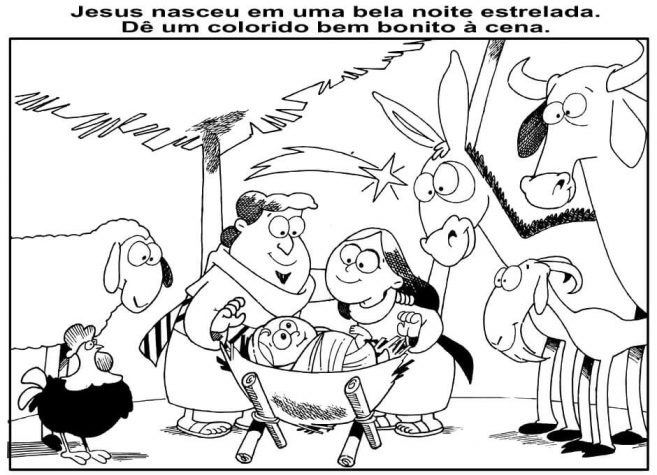 Jesus nasceu em uma bela noite estrelada.
Dê um colorido bem bonito à cena.